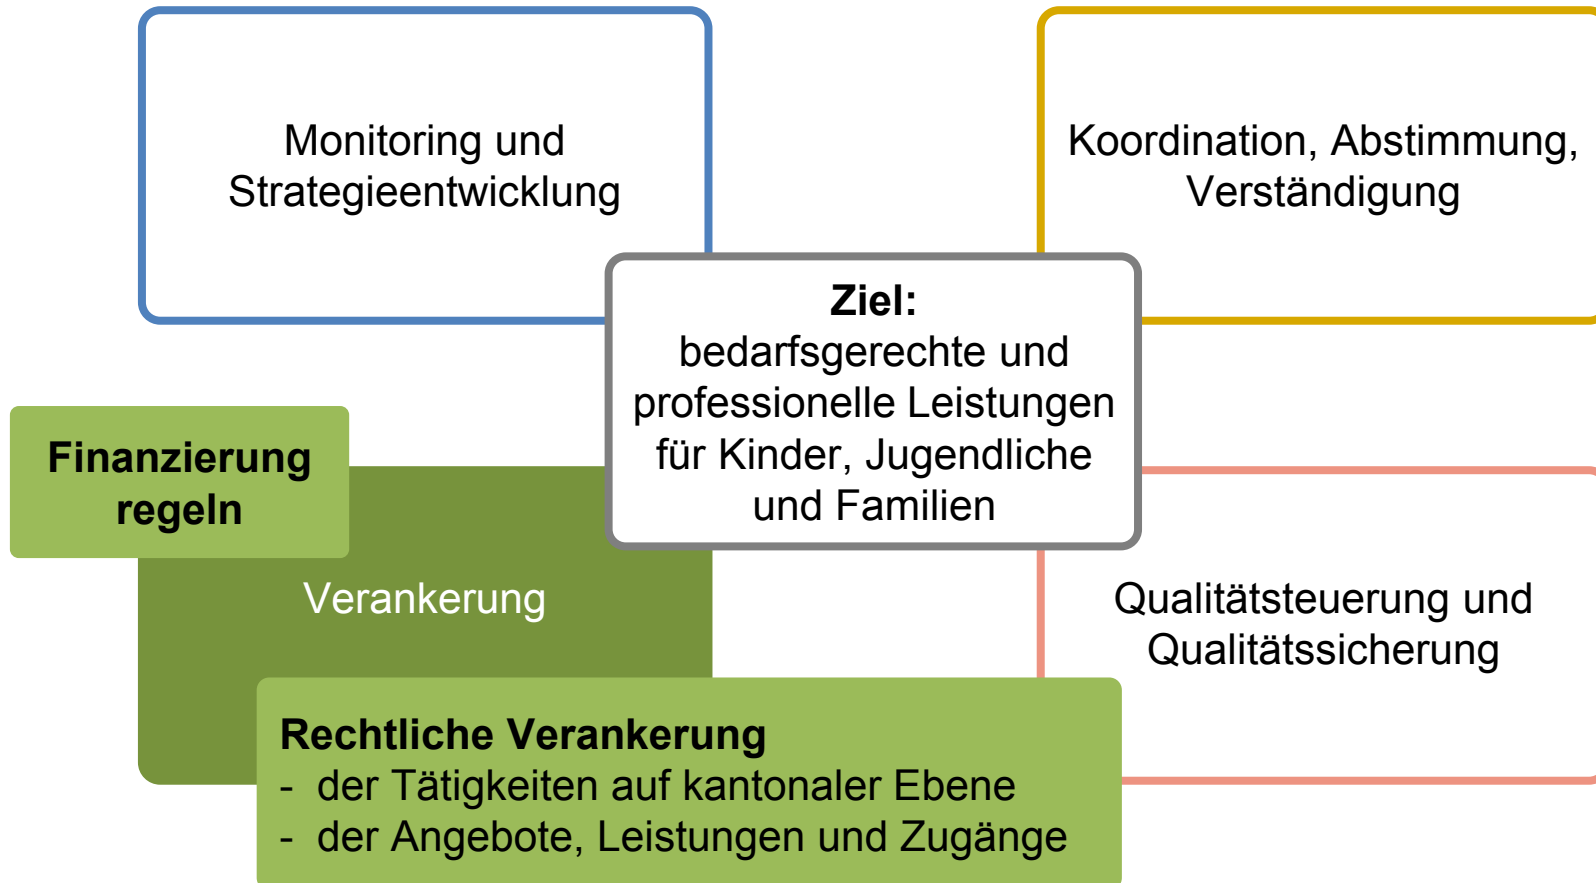 Monitoring und
Strategieentwicklung
Koordination, Abstimmung,
Verständigung
Ziel:
bedarfsgerechte und
professionelle Leistungen
für Kinder, Jugendliche
und Familien
Finanzierung
regeln
Verankerung
Qualitätsteuerung und
Qualitätssicherung
Rechtliche Verankerung
- der Tätigkeiten auf kantonaler Ebene
- der Angebote, Leistungen und Zugänge